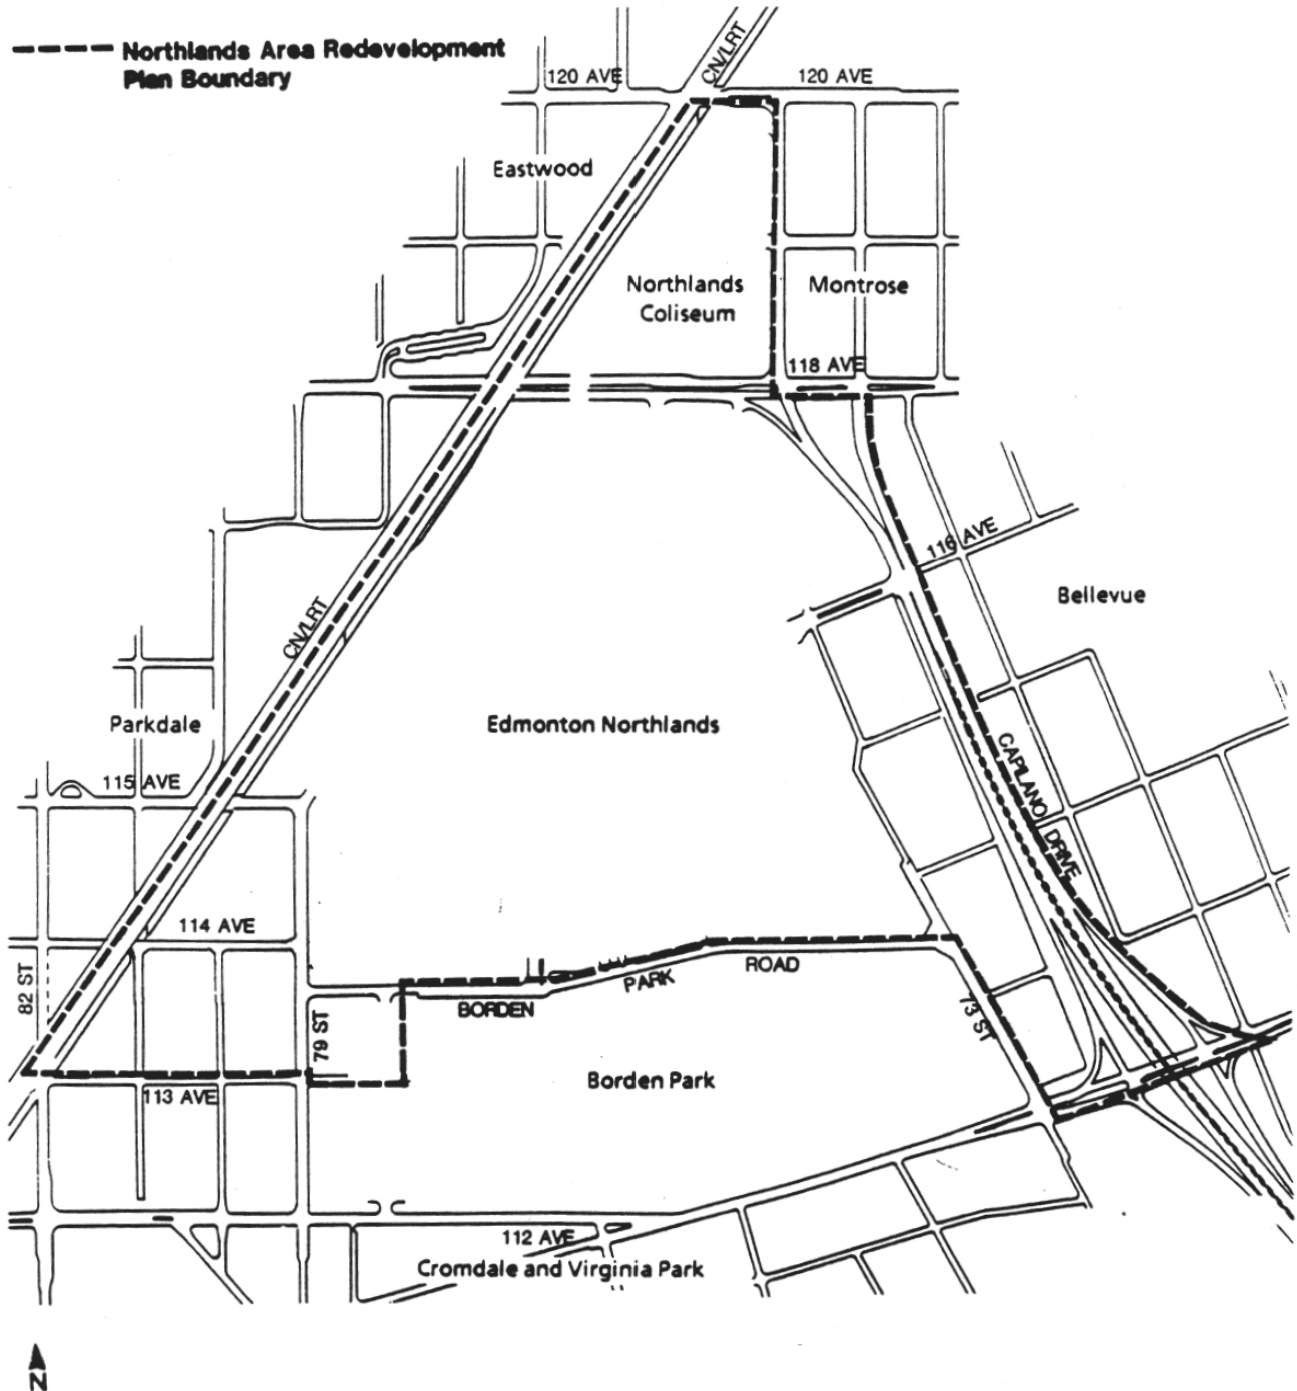 Northlands Area Redevelopment
Plan Boundary
CN/LRT
120 AVE
120 AVE
Eastwood
Northlands
Coliseum
Montrose
118 AVE
116 AVE
Bellevue
CN/LRT
Parkdale
Edmonton Northlands
115 AVE
CAPILANO DRIVE
114 AVE
82 ST
BORDEN PARK ROAD
79 ST
73 ST
Borden Park
113 AVE
112 AVE
Cromdale and Virginia Park
N